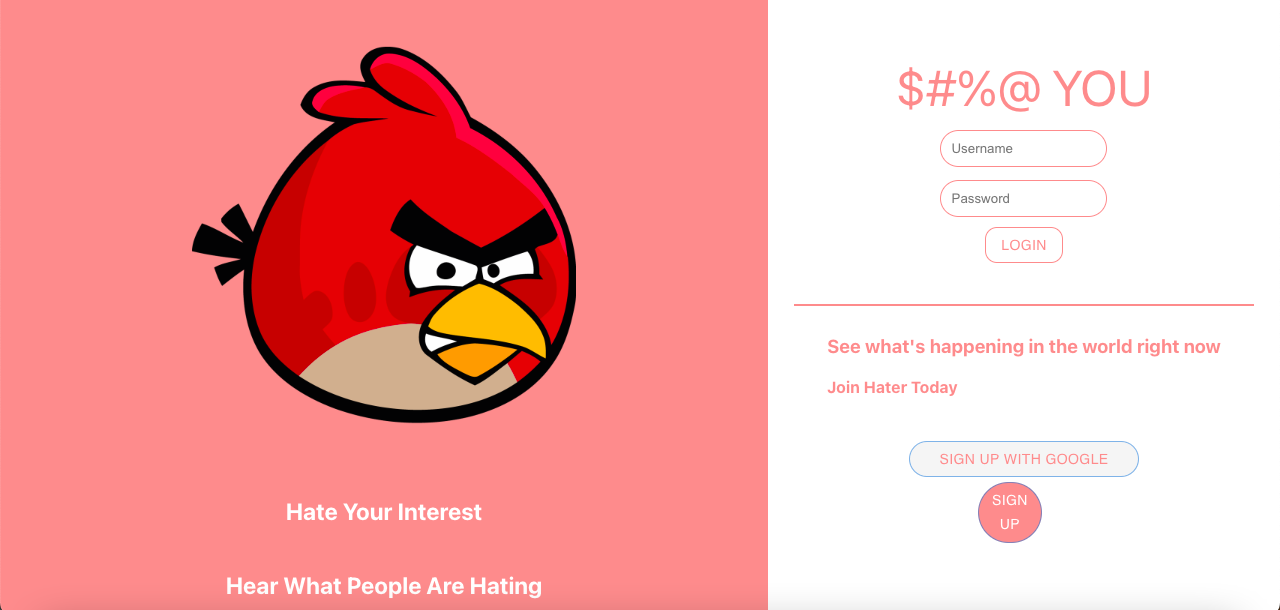 $#%@ YOU
Username
Password
LOGIN
See what's happening in the world right now
Join Hater Today
SIGN UP WITH GOOGLE
SIGN
UP
Hate Your Interest
Hear What People Are Hating